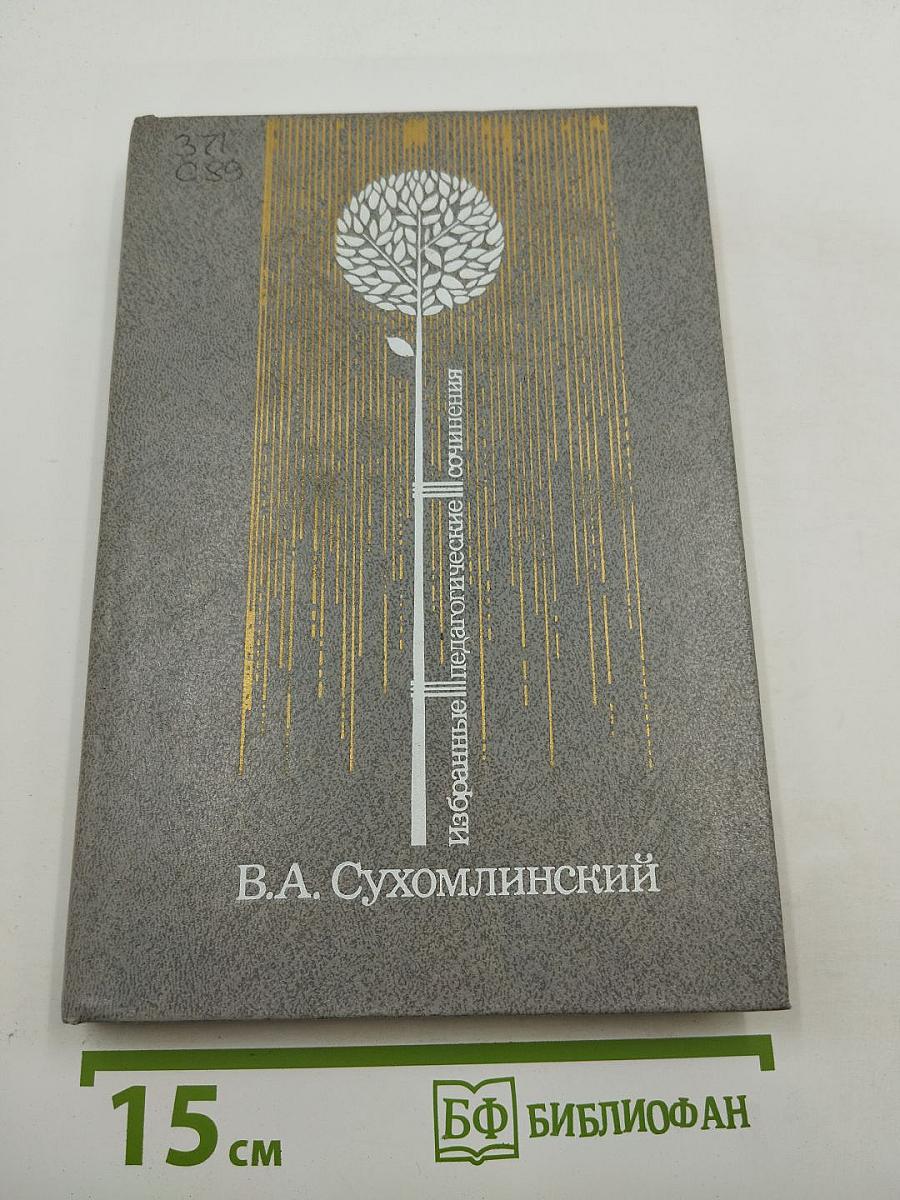 371
С89
избранные педагогические сочинения
В.А. Сухомлинский
15 см
БФ БИБЛИОФАН